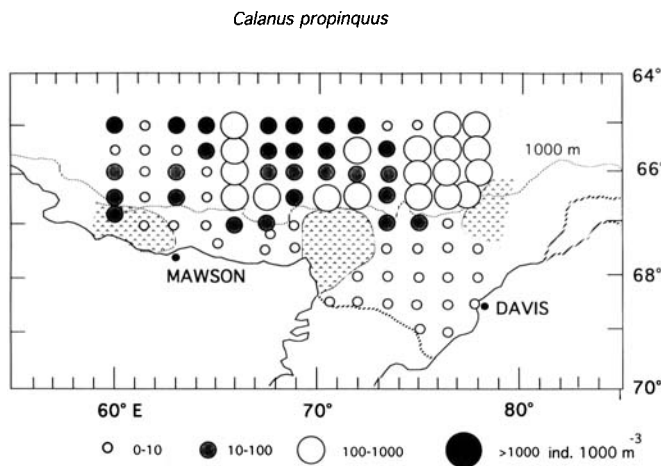 Calanus propinquus
64°
1000 m
66°
MAWSON
68°
DAVIS
70°
60° E 70° 80°
0-10 10-100 100-1000 >1000 ind. 1000 m⁻³